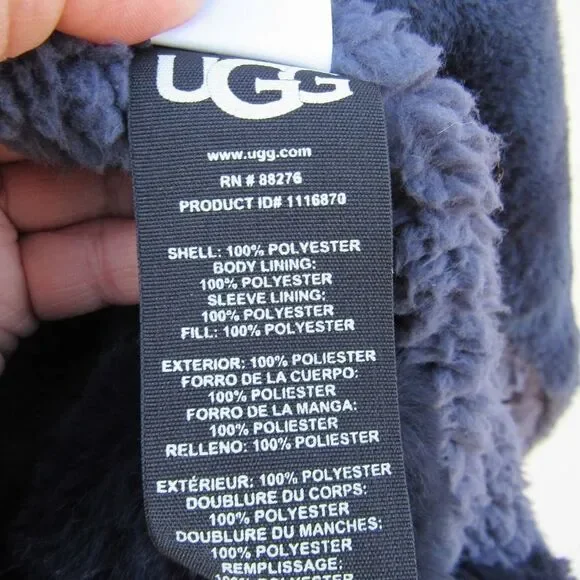 UGG
www.ugg.com
RN # 88276
PRODUCT ID# 1116870
SHELL: 100% POLYESTER
BODY LINING:
100% POLYESTER
SLEEVE LINING:
100% POLYESTER
FILL: 100% POLYESTER
EXTERIOR: 100% POLIESTER
FORRO DE LA CUERPO:
100% POLIESTER
FORRO DE LA MANGA:
100% POLIESTER
RELLENO: 100% POLIESTER
EXTÉRIEUR: 100% POLYESTER
DOUBLURE DU CORPS:
100% POLYESTER
DOUBLURE DU MANCHES:
100% POLYESTER
REMPLISSAGE:
100% POLYESTER